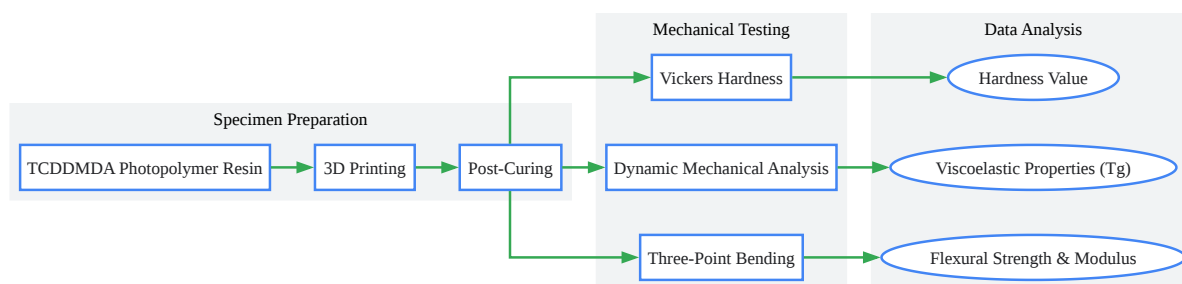 Mechanical Testing
Data Analysis
Vickers Hardness
Hardness Value
Specimen Preparation
TCDDMDA Photopolymer Resin
3D Printing
Post-Curing
Dynamic Mechanical Analysis
Viscoelastic Properties (Tg)
Three-Point Bending
Flexural Strength & Modulus